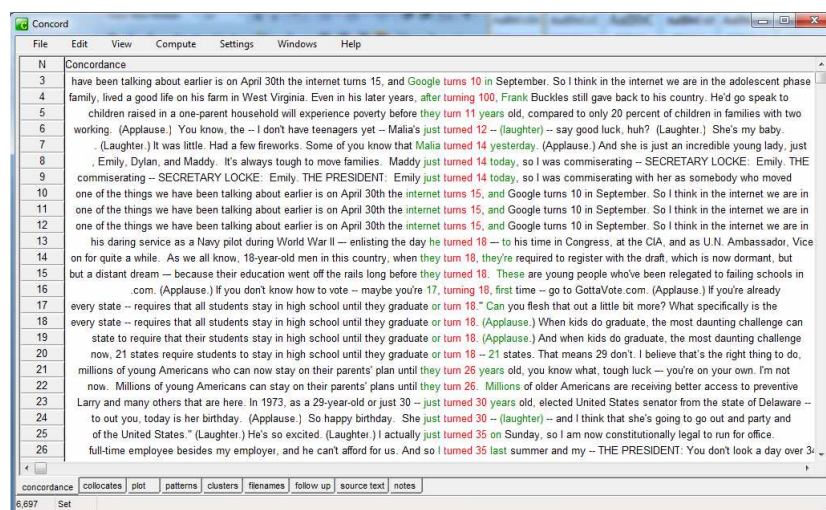 Concord
File Edit View Compute Settings Windows Help
N Concordance
3 have been talking about earlier is on April 30th the internet turns 15, and Google turns 10 in September. So I think in the internet we are in the adolescent phase
4 family, lived a good life on his farm in West Virginia. Even in his later years, after turning 100, Frank Buckles still gave back to his country. He'd go speak to
5 children raised in a one-parent household will experience poverty before they turn 11 years old, compared to only 20 percent of children in families with two
6 working. (Applause.) You know, the -- I don't have teenagers yet -- Malia's just turned 12 -- (laughter) -- say good luck, huh? (Laughter.) She's my baby.
7 . (Laughter.) It was little. Had a few fireworks. Some of you know that Malia turned 14 yesterday. (Applause.) And she is just an incredible young lady, just
8 , Emily, Dylan, and Maddy. It's always tough to move families. Maddy just turned 14 today, so I was commiserating -- SECRETARY LOCKE: Emily. THE
9 commiserating -- SECRETARY LOCKE: Emily. THE PRESIDENT: Emily just turned 14 today, so I was commiserating with her as somebody who moved
10 one of the things we have been talking about earlier is on April 30th the internet turns 15, and Google turns 10 in September. So I think in the internet we are in
11 one of the things we have been talking about earlier is on April 30th the internet turns 15, and Google turns 10 in September. So I think in the internet we are in
12 one of the things we have been talking about earlier is on April 30th the internet turns 15, and Google turns 10 in September. So I think in the internet we are in
13 his daring service as a Navy pilot during World War II –- enlisting the day he turned 18 –- to his time in Congress, at the CIA, and as U.N. Ambassador, Vice
14 on for quite a while. As we all know, 18-year-old men in this country, when they turn 18, they're required to register with the draft, which is now dormant, but
15 but a distant dream –- because their education went off the rails long before they turned 18. These are young people who've been relegated to failing schools in
16 .com. (Applause.) If you don't know how to vote -- maybe you're 17, turning 18, first time -- go to GottaVote.com. (Applause.) If you're already
17 every state -- requires that all students stay in high school until they graduate or turn 18." Can you flesh that out a little bit more? What specifically is the
18 every state -- requires that all students stay in high school until they graduate or turn 18. (Applause.) When kids do graduate, the most daunting challenge can
19 state to require that their students stay in high school until they graduate or turn 18. (Applause.) And when kids do graduate, the most daunting challenge
20 now, 21 states require students to stay in high school until they graduate or turn 18 -- 21 states. That means 29 don't. I believe that's the right thing to do,
21 millions of young Americans who can now stay on their parents' plan until they turn 26 years old, you know what, tough luck –- you're on your own. I'm not
22 now. Millions of young Americans can stay on their parents' plans until they turn 26. Millions of older Americans are receiving better access to preventive
23 Larry and many others that are here. In 1973, as a 29-year-old or just 30 -- just turned 30 years old, elected United States senator from the state of Delaware --
24 to out you, today is her birthday. (Applause.) So happy birthday. She just turned 30 -- (laughter) -- and I think that she's going to go out and party and
25 of the United States." (Laughter.) He's so excited. (Laughter.) I actually just turned 35 on Sunday, so I am now constitutionally legal to run for office.
26 full-time employee besides my employer, and he can't afford for us. And so I turned 35 last summer and my -- THE PRESIDENT: You don't look a day over 34
concordance collocates plot patterns clusters filenames follow up source text notes
6,697 Set